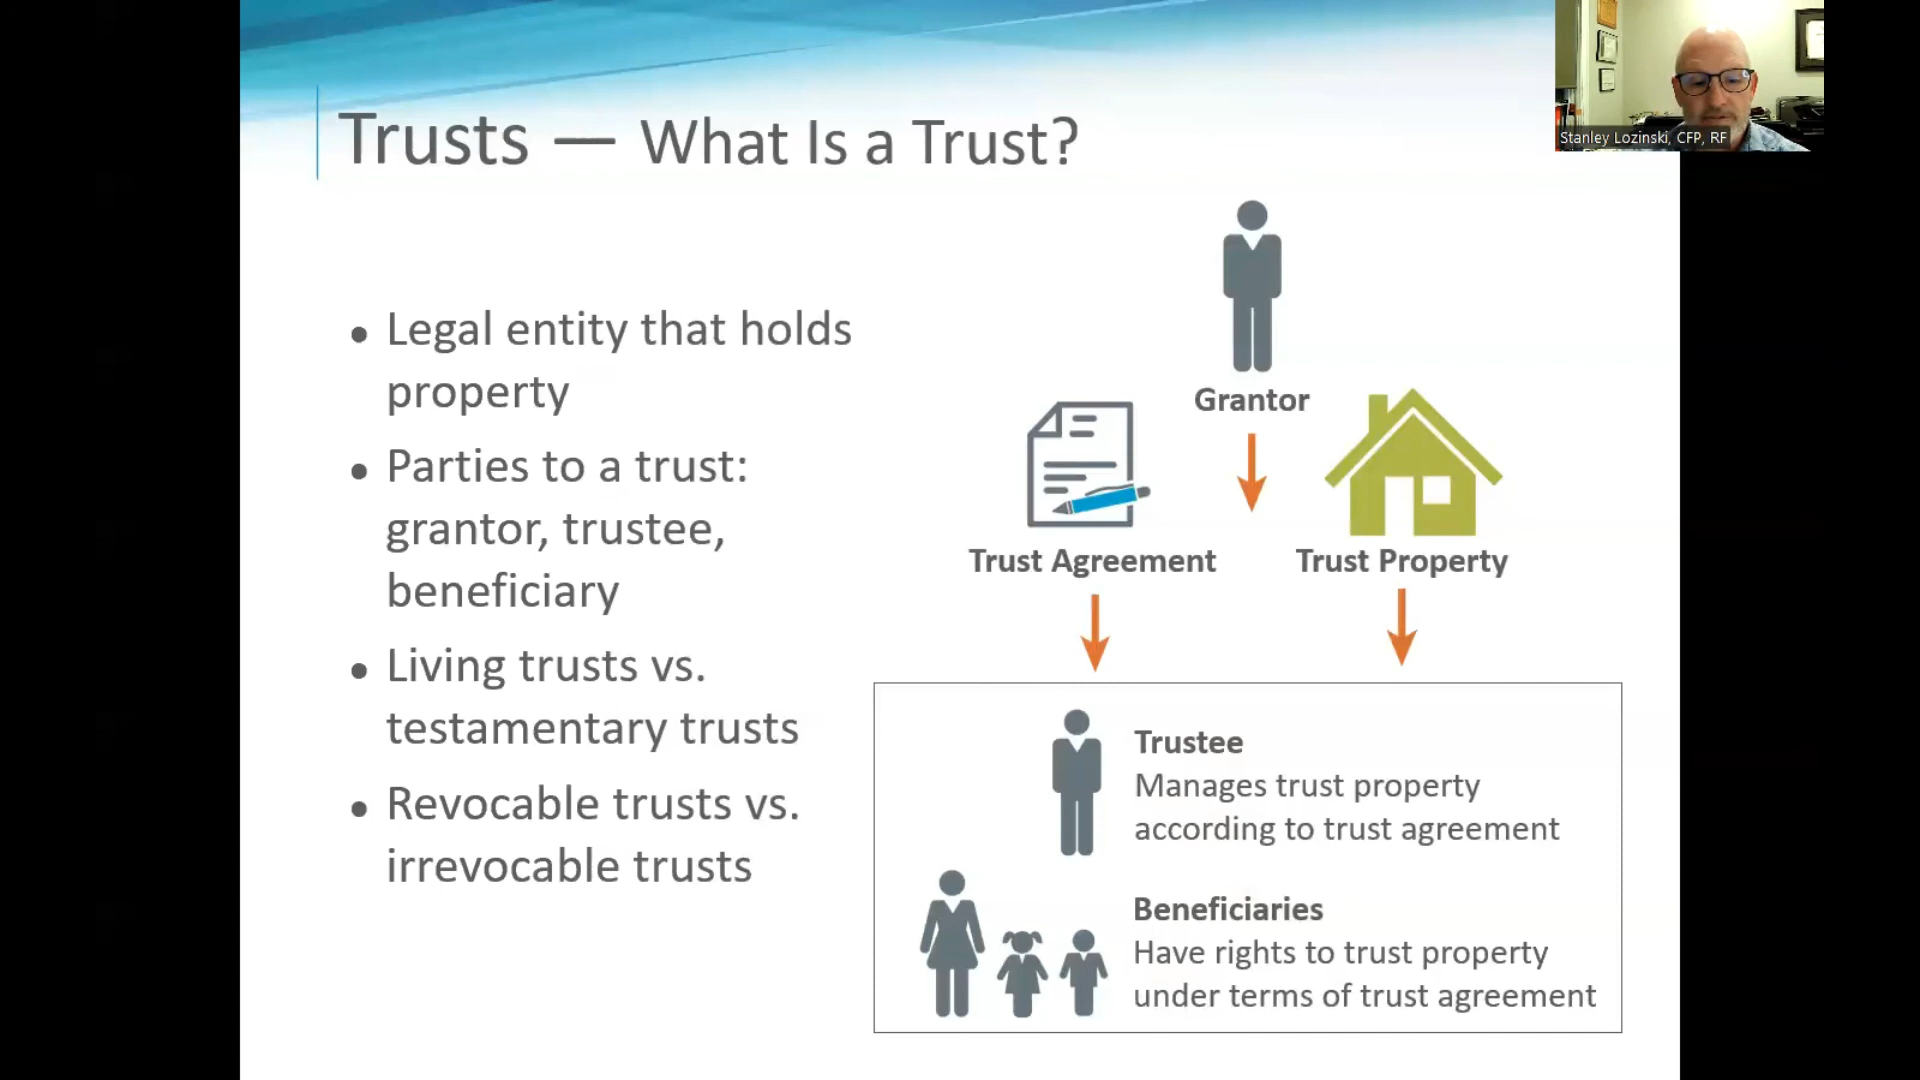 Trusts — What Is a Trust?
Stanley Lozinski, CFP, RF
• Legal entity that holds
property
• Parties to a trust:
grantor, trustee,
beneficiary
• Living trusts vs.
testamentary trusts
• Revocable trusts vs.
irrevocable trusts
Grantor
Trust Agreement
Trust Property
Trustee
Manages trust property
according to trust agreement
Beneficiaries
Have rights to trust property
under terms of trust agreement